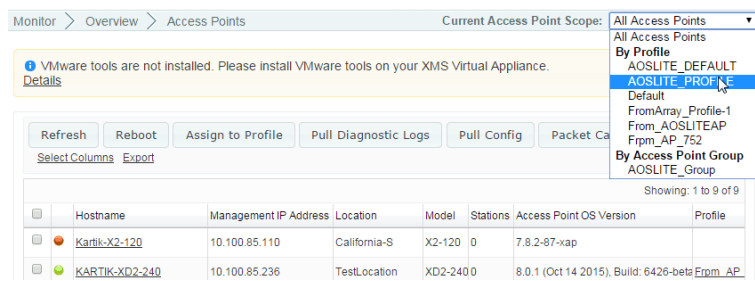 Monitor > Overview > Access Points Current Access Point Scope: All Access Points
All Access Points
By Profile
AOSLITE_DEFAULT
AOSLITE_PROFILE
Default
FromArray_Profile-1
From_AOSLITEAP
Frpm_AP_752
By Access Point Group
AOSLITE_Group
VMware tools are not installed. Please install VMware tools on your XMS Virtual Appliance.
Details
Refresh Reboot Assign to Profile Pull Diagnostic Logs Pull Config Packet Ca
Select Columns Export
Showing: 1 to 9 of 9
Hostname Management IP Address Location Model Stations Access Point OS Version Profile
Kartik-X2-120 10.100.85.110 California-S X2-120 0 7.8.2-87-xap
KARTIK-XD2-240 10.100.85.236 TestLocation XD2-240 0 8.0.1 (Oct 14 2015), Build: 6426-beta Frpm_AP_